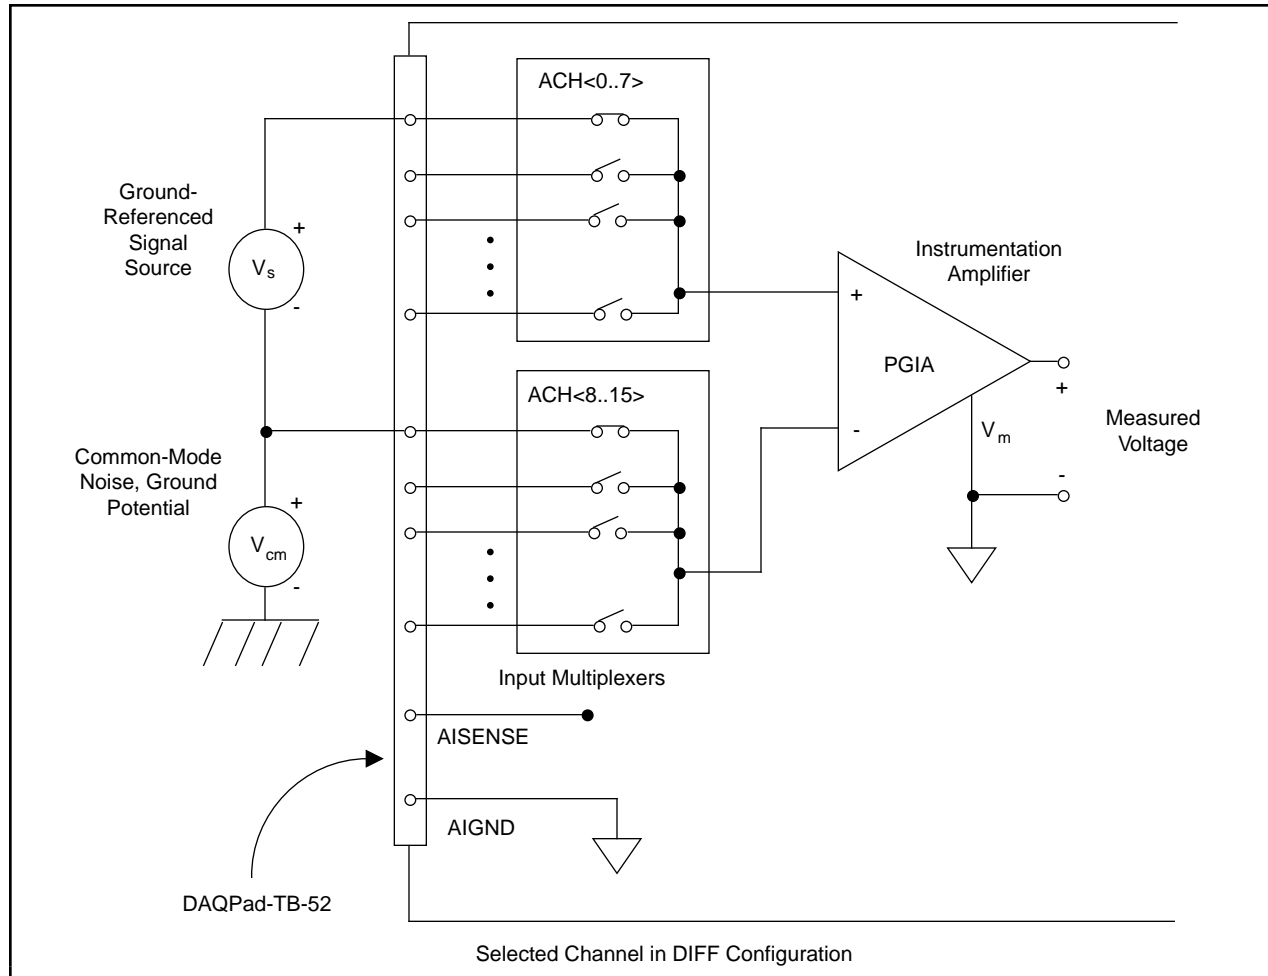 ACH<0..7>
Ground-
Referenced
Signal
Source
+
Vs
-
Instrumentation
Amplifier
+
PGIA
-
Vm
+
Measured
Voltage
-
ACH<8..15>
Common-Mode
Noise, Ground
Potential
+
Vcm
-
Input Multiplexers
AISENSE
AIGND
DAQPad-TB-52
Selected Channel in DIFF Configuration